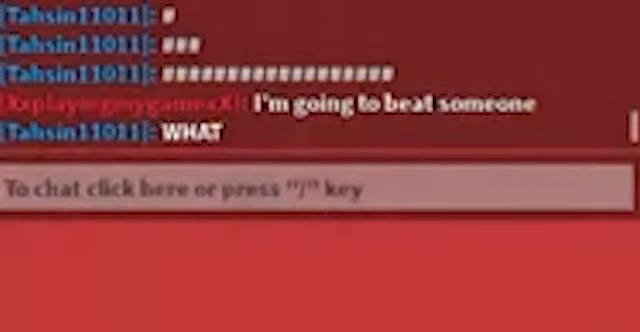 [Tahsin11011]: #
[Tahsin11011]: ###
[Tahsin11011]: ##################
I'm going to beat someone
[Tahsin11011]: WHAT
To chat click here or press "/" key